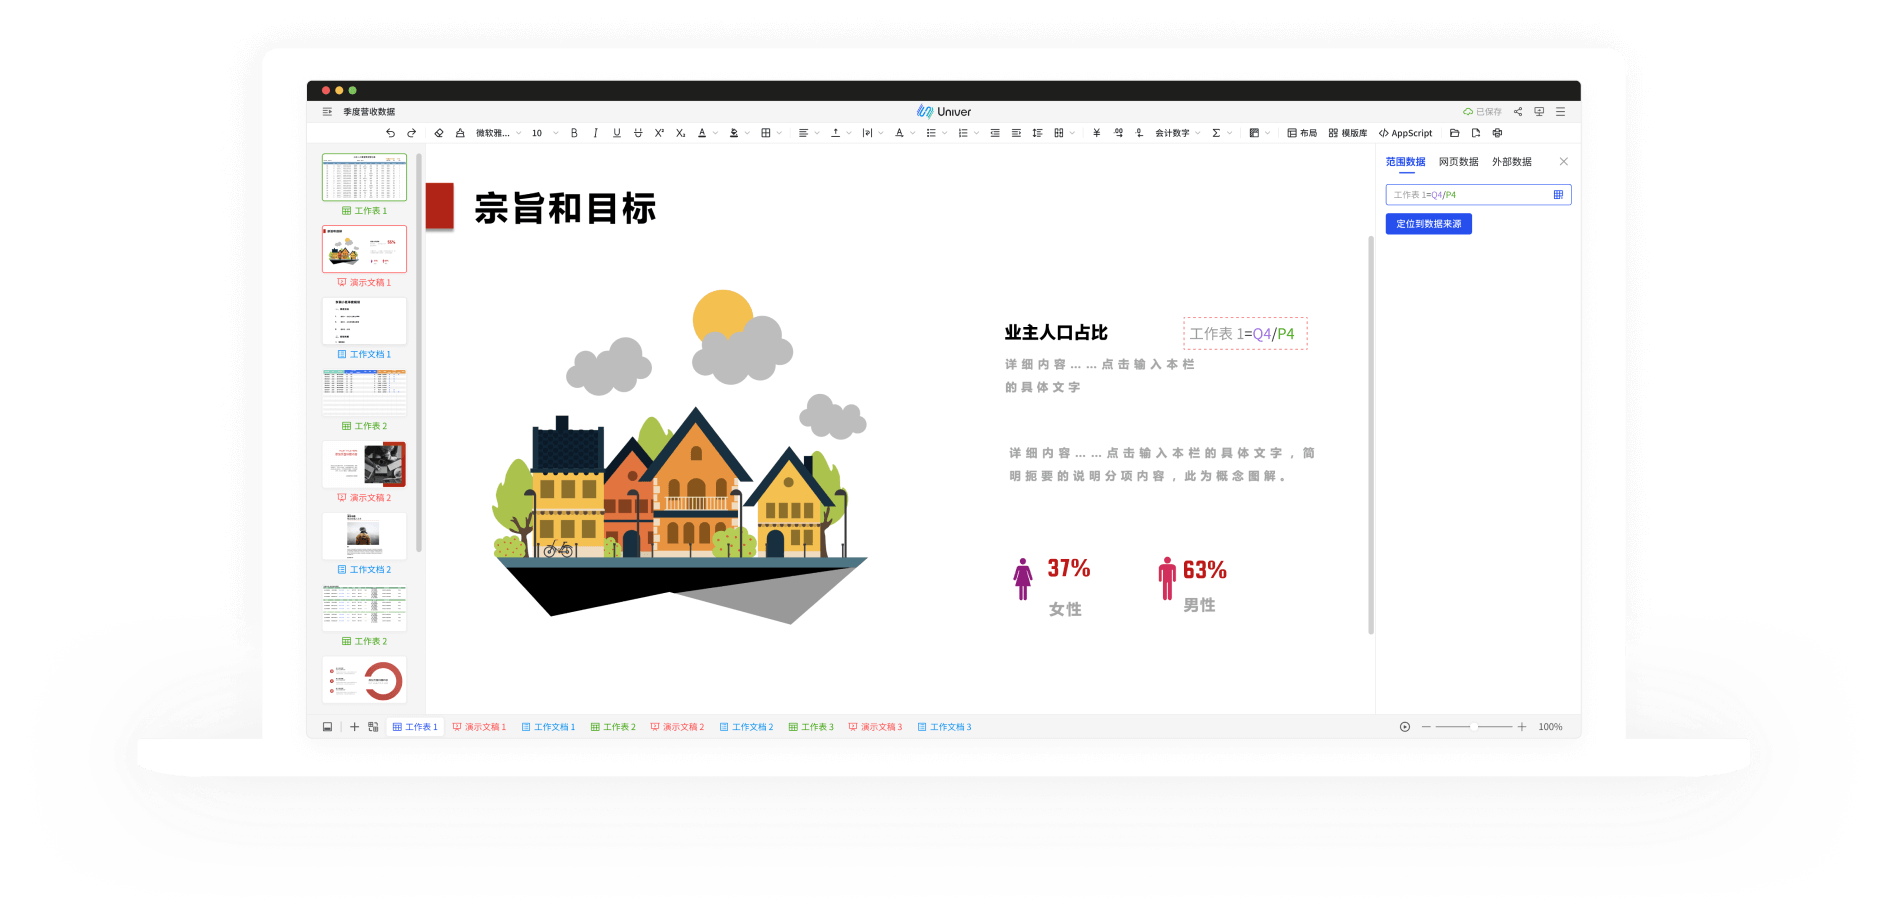 季度营收数据
Univer
已保存
微软雅...
10
会计数字
布局
模版库
AppScript
工作表 1
演示文稿 1
工作文档 1
工作表 2
演示文稿 2
工作文档 2
工作表 2
宗旨和目标
业主人口占比
工作表 1=Q4/P4
详细内容……点击输入本栏
的具体文字
详细内容……点击输入本栏的具体文字，简
明扼要的说明分项内容，此为概念图解。
37%
女性
63%
男性
范围数据
网页数据
外部数据
工作表 1=Q4/P4
定位到数据来源
工作表 1
演示文稿 1
工作文档 1
工作表 2
演示文稿 2
工作文档 2
工作表 3
演示文稿 3
工作文档 3
100%